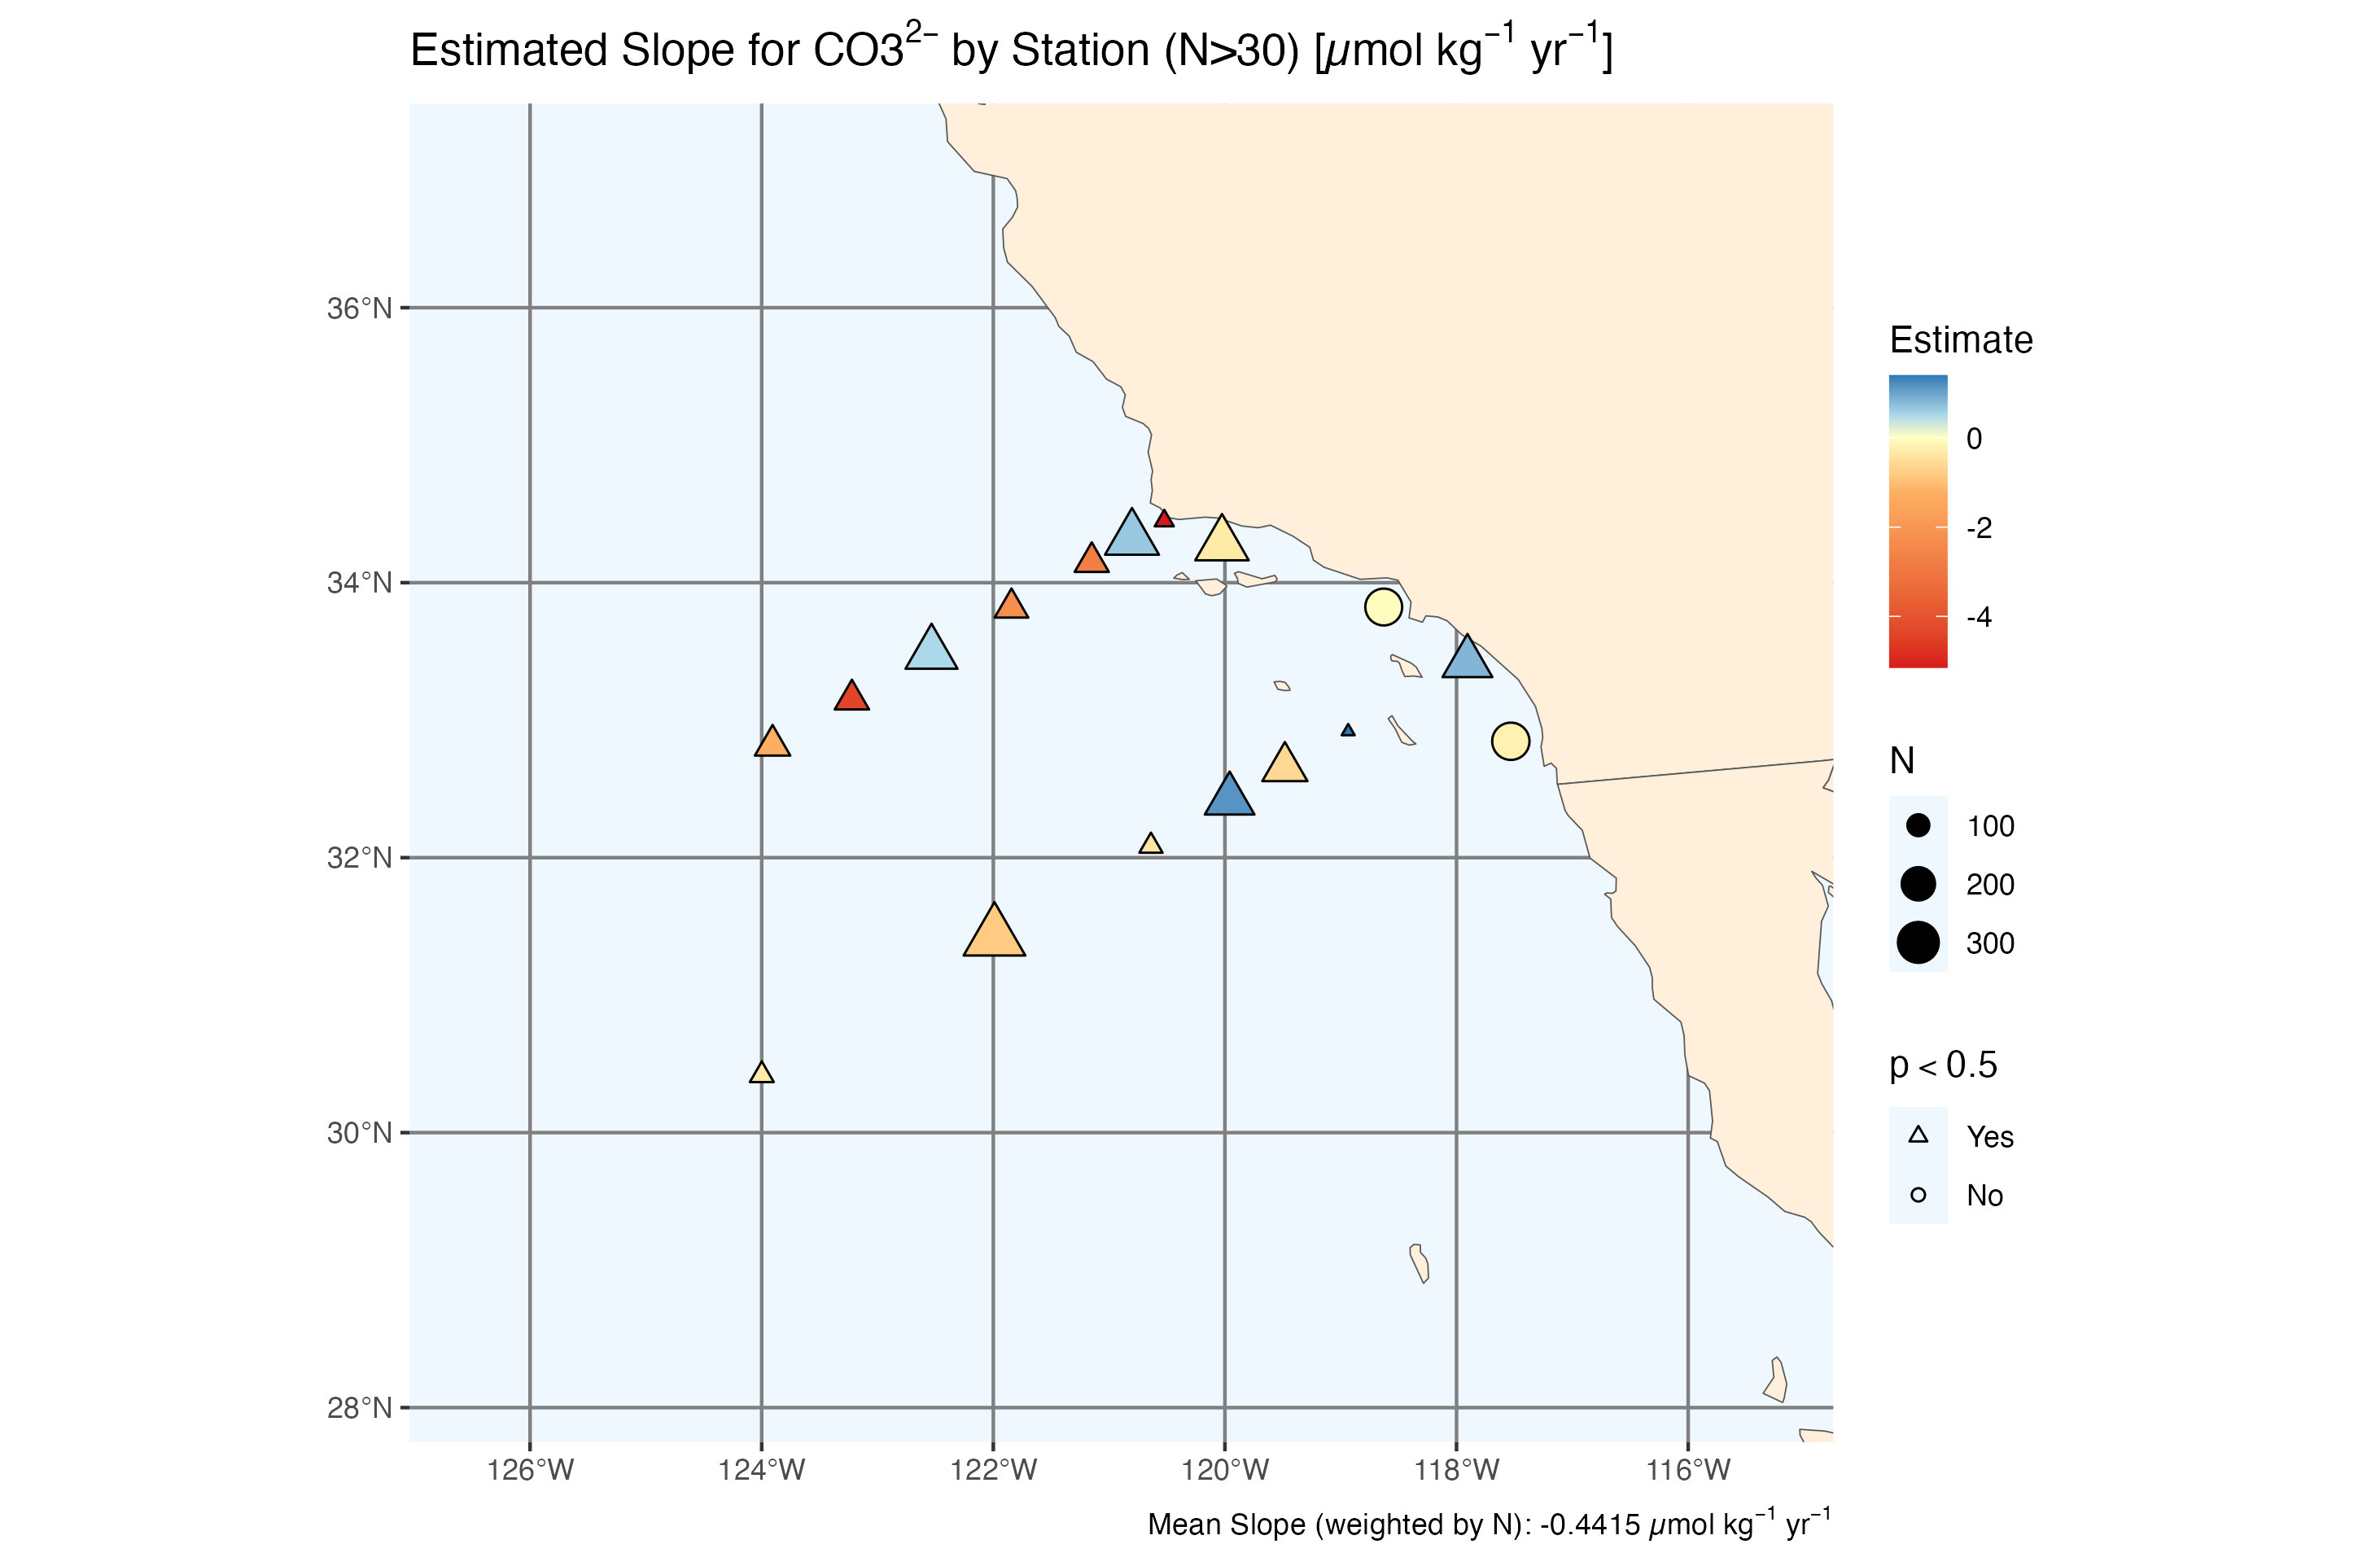 Estimated Slope for CO3²⁻ by Station (N>30) [μmol kg⁻¹ yr⁻¹]
36°N
34°N
32°N
30°N
28°N
126°W 124°W 122°W 120°W 118°W 116°W
Estimate
0
-2
-4
N
100
200
300
p < 0.5
Yes
No
Mean Slope (weighted by N): -0.4415 μmol kg⁻¹ yr⁻¹